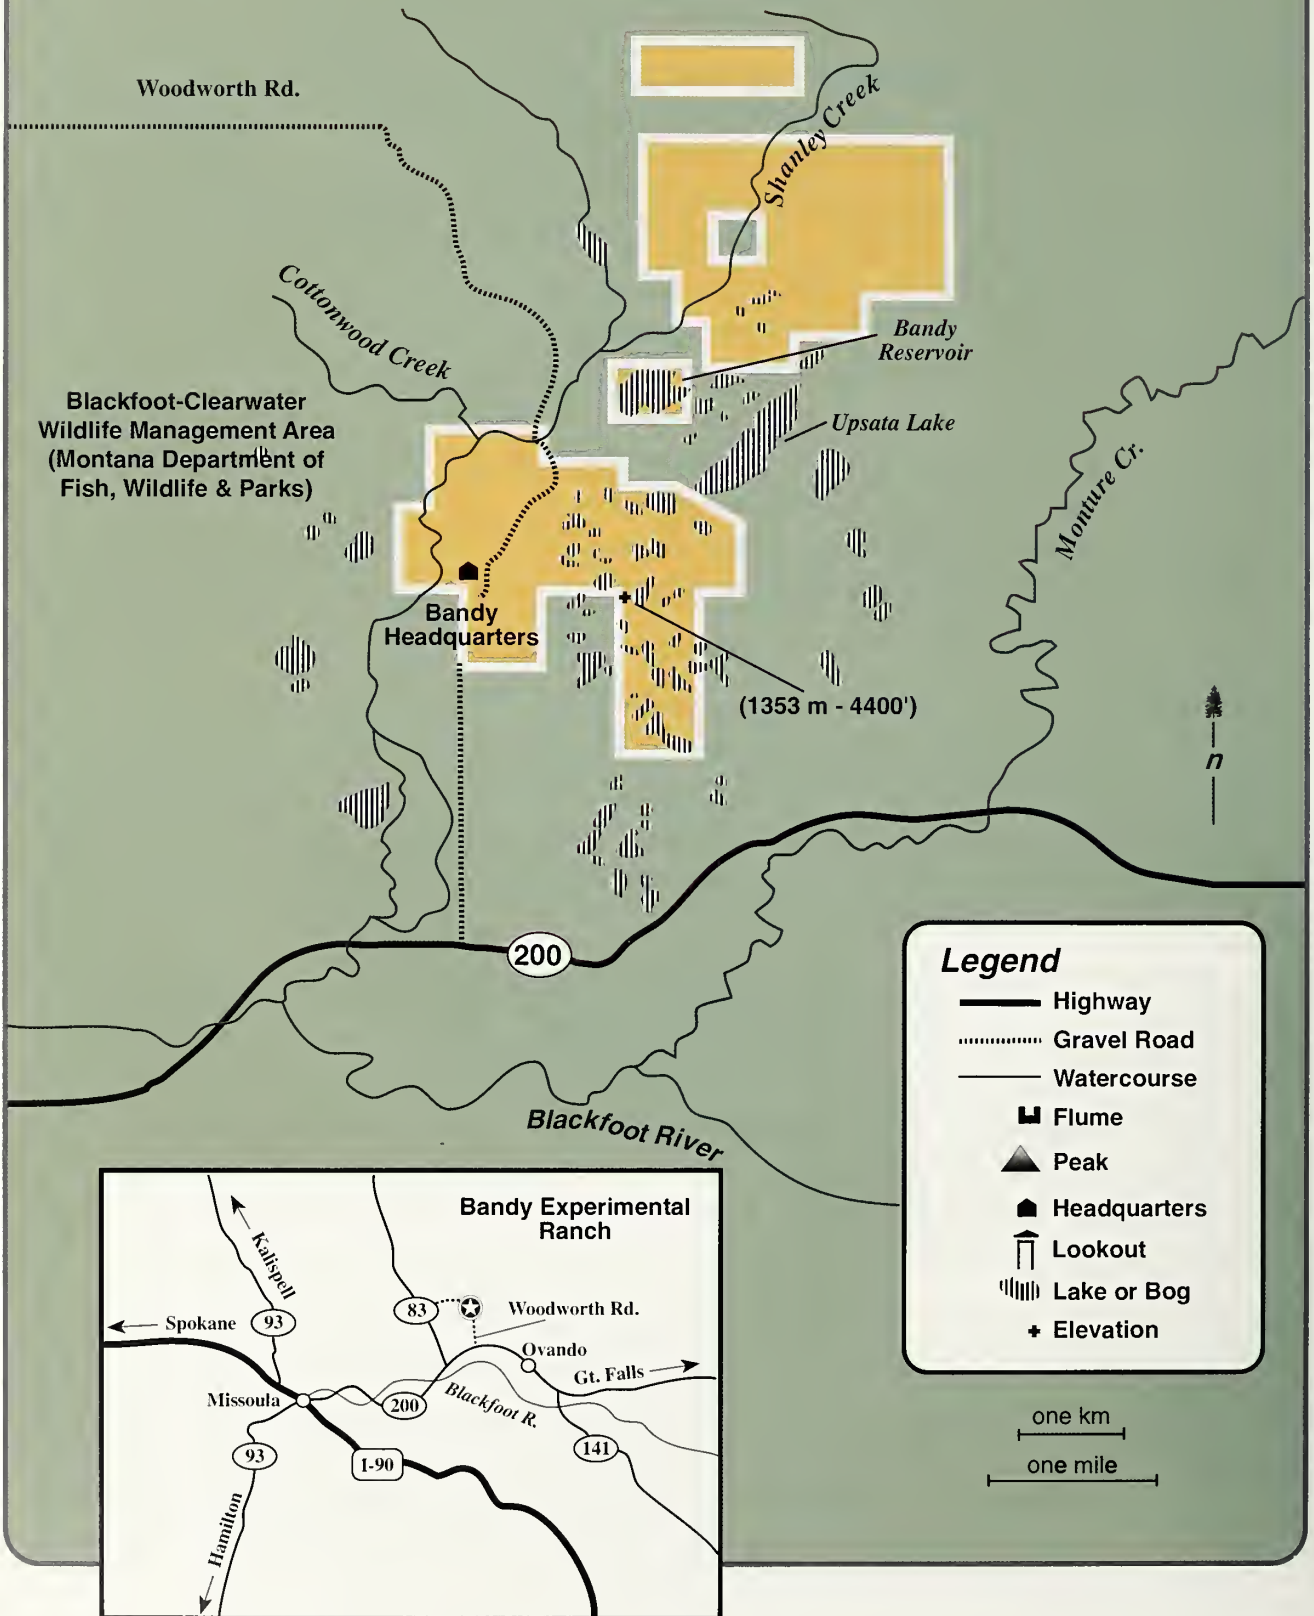 Woodworth Rd.
Shanley Creek
Cottonwood Creek
Bandy
Reservoir
Blackfoot-Clearwater
Wildlife Management Area
(Montana Department of
Fish, Wildlife & Parks)
Upsata Lake
Monture Cr.
Bandy
Headquarters
(1353 m - 4400')
n
200
Legend
Highway
Gravel Road
Watercourse
Flume
Peak
Headquarters
Lookout
Lake or Bog
Elevation
Blackfoot River
Bandy Experimental
Ranch
Kalispell
83
Woodworth Rd.
Spokane
93
Ovando
Gt. Falls
Missoula
200
Blackfoot R.
93
I-90
141
Hamilton
one km
one mile